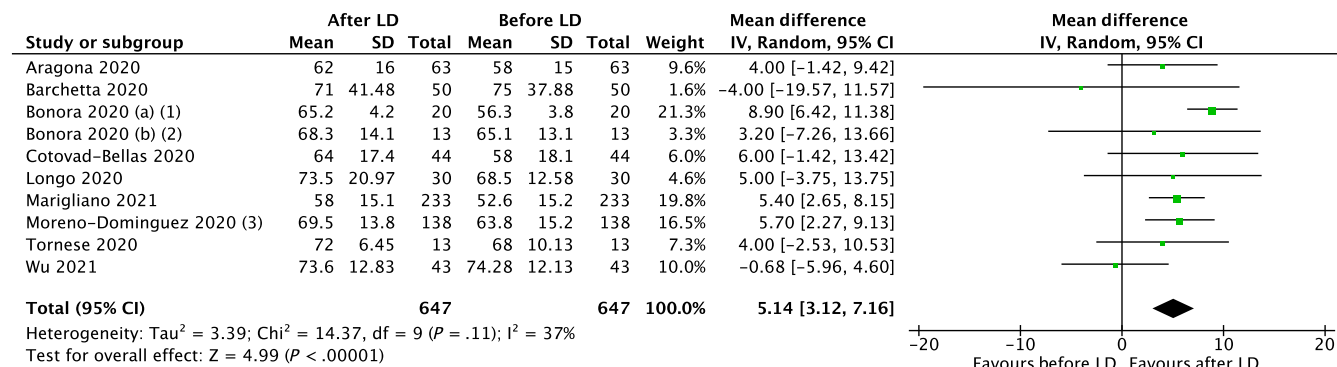 After LD Before LD Mean difference Mean difference
Study or subgroup Mean SD Total Mean SD Total Weight IV, Random, 95% CI IV, Random, 95% CI
Aragona 2020 62 16 63 58 15 63 9.6% 4.00 [−1.42, 9.42]
Barchetta 2020 71 41.48 50 75 37.88 50 1.6% −4.00 [−19.57, 11.57]
Bonora 2020 (a) (1) 65.2 4.2 20 56.3 3.8 20 21.3% 8.90 [6.42, 11.38]
Bonora 2020 (b) (2) 68.3 14.1 13 65.1 13.1 13 3.3% 3.20 [−7.26, 13.66]
Cotovad–Bellas 2020 64 17.4 44 58 18.1 44 6.0% 6.00 [−1.42, 13.42]
Longo 2020 73.5 20.97 30 68.5 12.58 30 4.6% 5.00 [−3.75, 13.75]
Marigliano 2021 58 15.1 233 52.6 15.2 233 19.8% 5.40 [2.65, 8.15]
Moreno–Dominguez 2020 (3) 69.5 13.8 138 63.8 15.2 138 16.5% 5.70 [2.27, 9.13]
Tornese 2020 72 6.45 13 68 10.13 13 7.3% 4.00 [−2.53, 10.53]
Wu 2021 73.6 12.83 43 74.28 12.13 43 10.0% −0.68 [−5.96, 4.60]
Total (95% CI) 647 647 100.0% 5.14 [3.12, 7.16]
Heterogeneity: Tau² = 3.39; Chi² = 14.37, df = 9 (P = .11); I² = 37%
Test for overall effect: Z = 4.99 (P < .00001)
−20 −10 0 10 20
Favours before LD Favours after LD